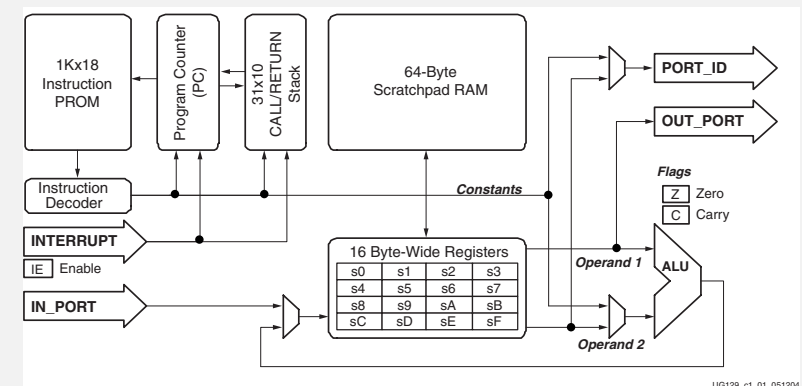 1Kx18
Instruction
PROM
Program Counter
(PC)
31x10
CALL/RETURN
Stack
64-Byte
Scratchpad RAM
PORT_ID
OUT_PORT
Instruction
Decoder
Constants
Flags
Z Zero
C Carry
INTERRUPT
IE Enable
16 Byte-Wide Registers
s0 s1 s2 s3
s4 s5 s6 s7
s8 s9 sA sB
sC sD sE sF
Operand 1
ALU
IN_PORT
Operand 2
UG129_c1_01_051204